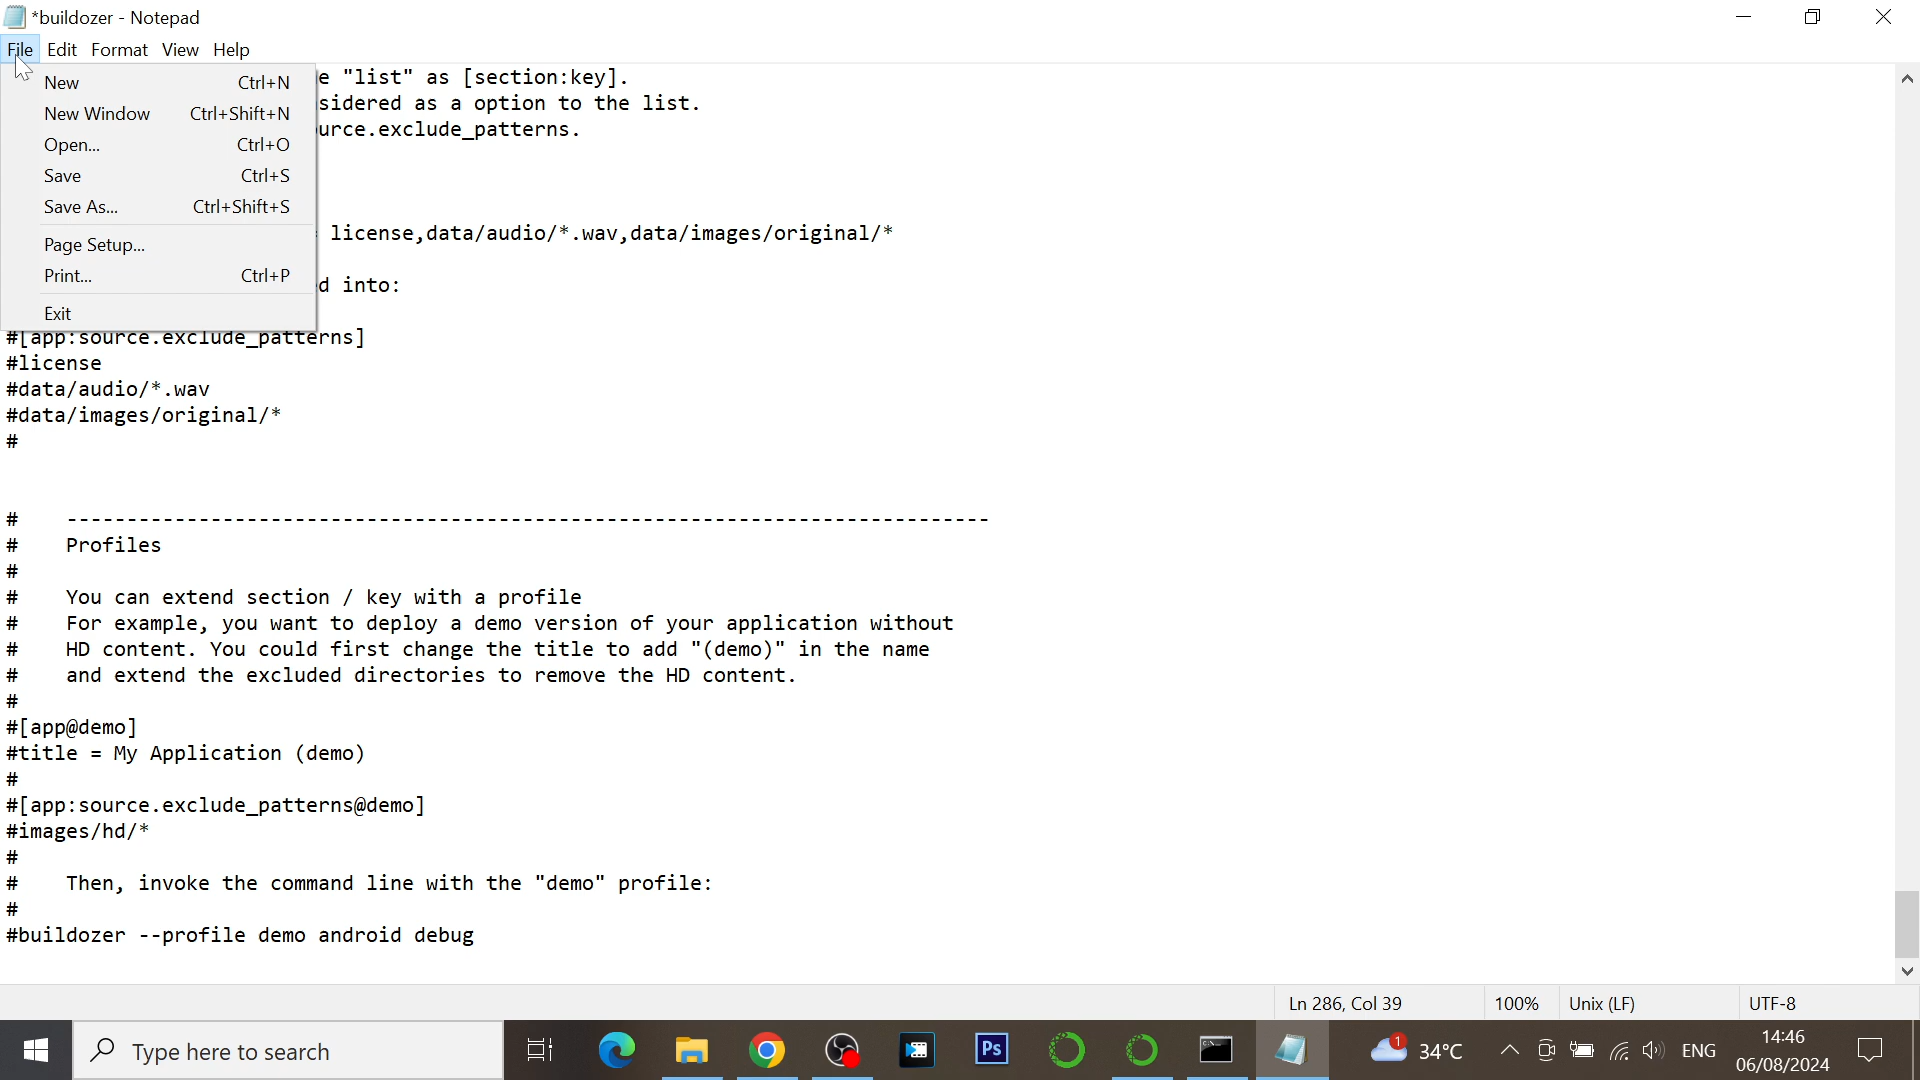 *buildozer - Notepad
File Edit Format View Help
New Ctrl+N
New Window Ctrl+Shift+N
Open... Ctrl+O
Save Ctrl+S
Save As... Ctrl+Shift+S
Page Setup...
Print... Ctrl+P
Exit
e "list" as [section:key].
sidered as a option to the list.
urce.exclude_patterns.
license,data/audio/*.wav,data/images/original/*
d into:
#[app:source.exclude_patterns]
#license
#data/audio/*.wav
#data/images/original/*
#
# -----------------------------------------------------------------------------
# Profiles
#
# You can extend section / key with a profile
# For example, you want to deploy a demo version of your application without
# HD content. You could first change the title to add "(demo)" in the name
# and extend the excluded directories to remove the HD content.
#
#[app@demo]
#title = My Application (demo)
#
#[app:source.exclude_patterns@demo]
#images/hd/*
#
# Then, invoke the command line with the "demo" profile:
#
#buildozer --profile demo android debug
Ln 286, Col 39 100% Unix (LF) UTF-8
Type here to search
Ps
1
34°C
ENG
14:46
06/08/2024